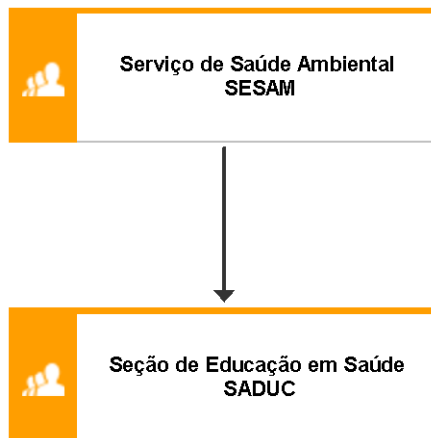 Serviço de Saúde Ambiental
SESAM
Seção de Educação em Saúde
SADUC